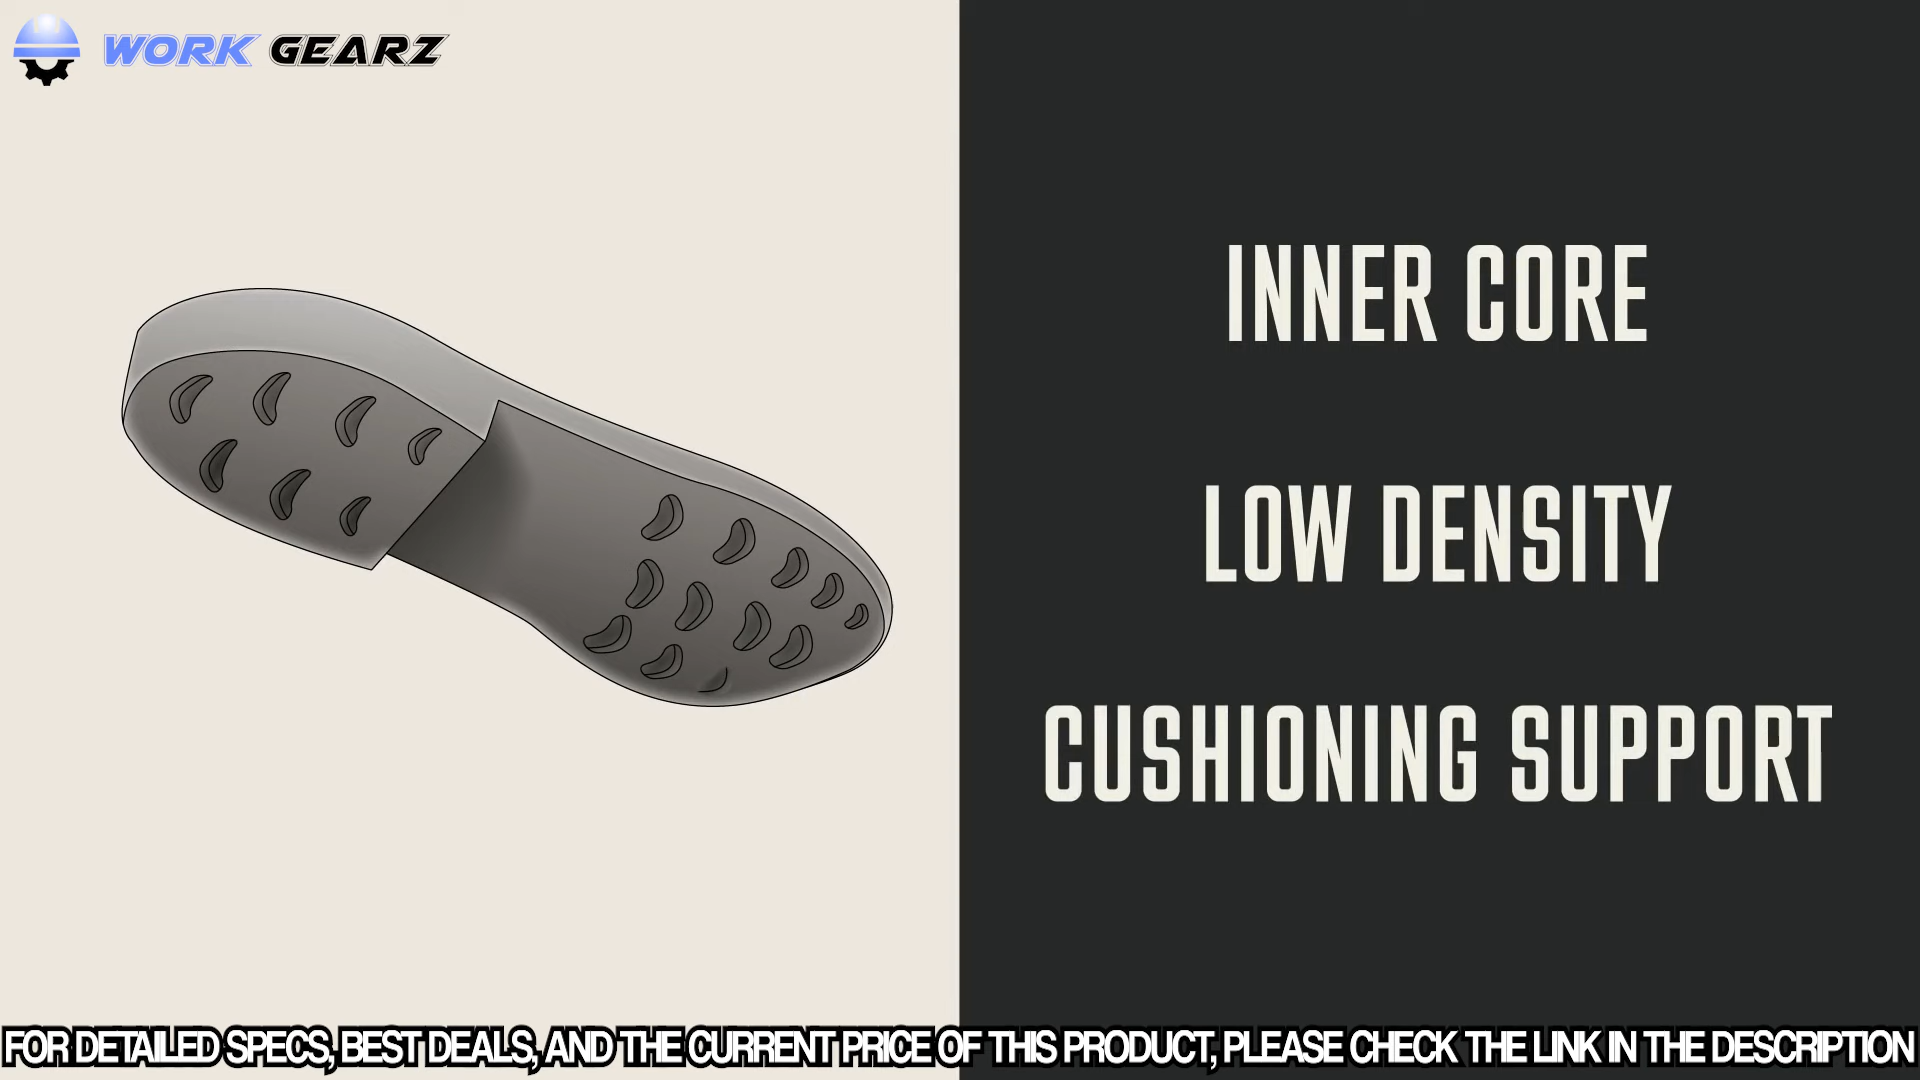 WORK GEARZ
INNER CORE
LOW DENSITY
CUSHIONING SUPPORT
FOR DETAILED SPECS, BEST DEALS, AND THE CURRENT PRICE OF THIS PRODUCT, PLEASE CHECK THE LINK IN THE DESCRIPTION